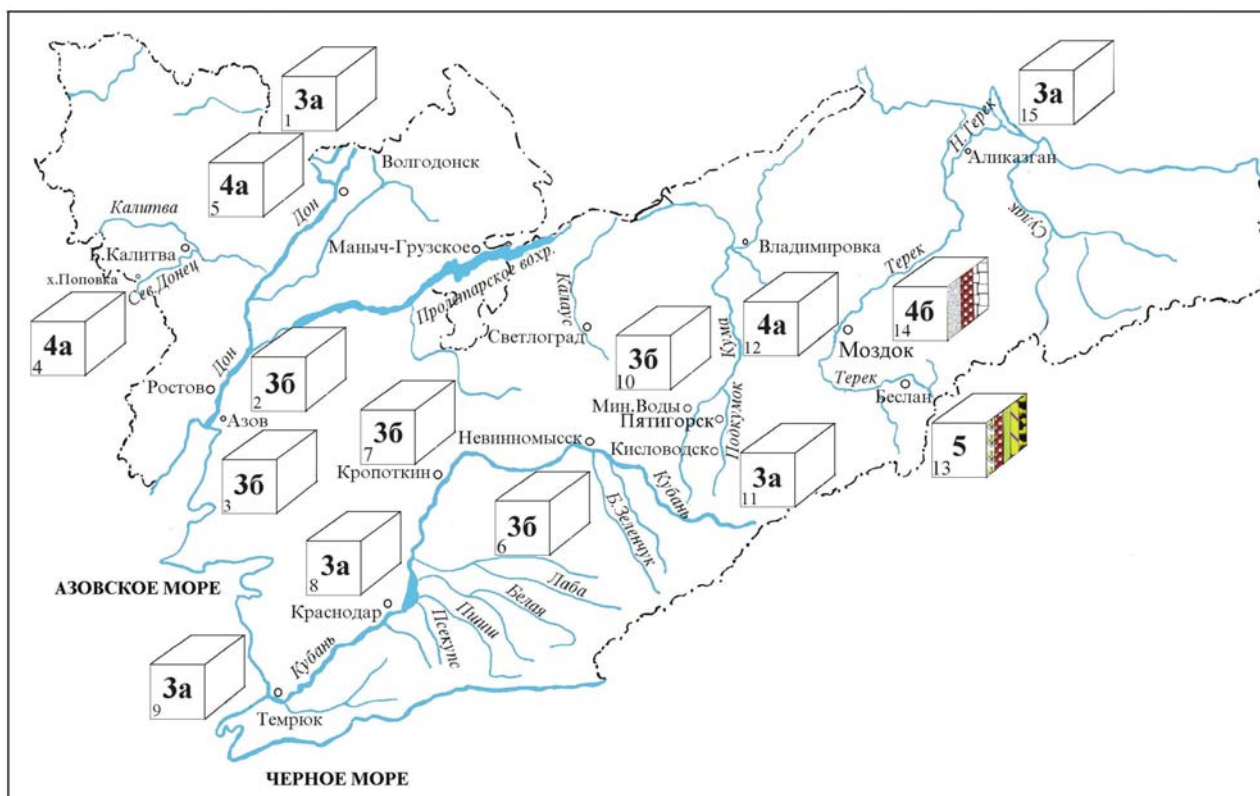 3а
1
3а
15
4а
5
Волгодонск
Дон
Н.Терек
Аликазган
Калитва
Б.Калитва
Маныч-Грузское
Владимировка
Сулак
х.Поповка
Сев.Донец
Пролетарское вдхр.
Калаус
Терек
4а
4
Светлоград
3б
10
Кума
4а
12
4б
14
Моздок
Дон
3б
2
Ростов
Азов
Терек
Беслан
Мин.Воды
Пятигорск
Подкумок
3б
7
Невинномысск
Кисловодск
3б
3
Кропоткин
Кубань
3а
11
5
13
3б
6
Б.Зеленчук
3а
8
АЗОВСКОЕ МОРЕ
Краснодар
Лаба
Белая
Пшиш
Псекупс
Кубань
3а
9
Темрюк
ЧЕРНОЕ МОРЕ